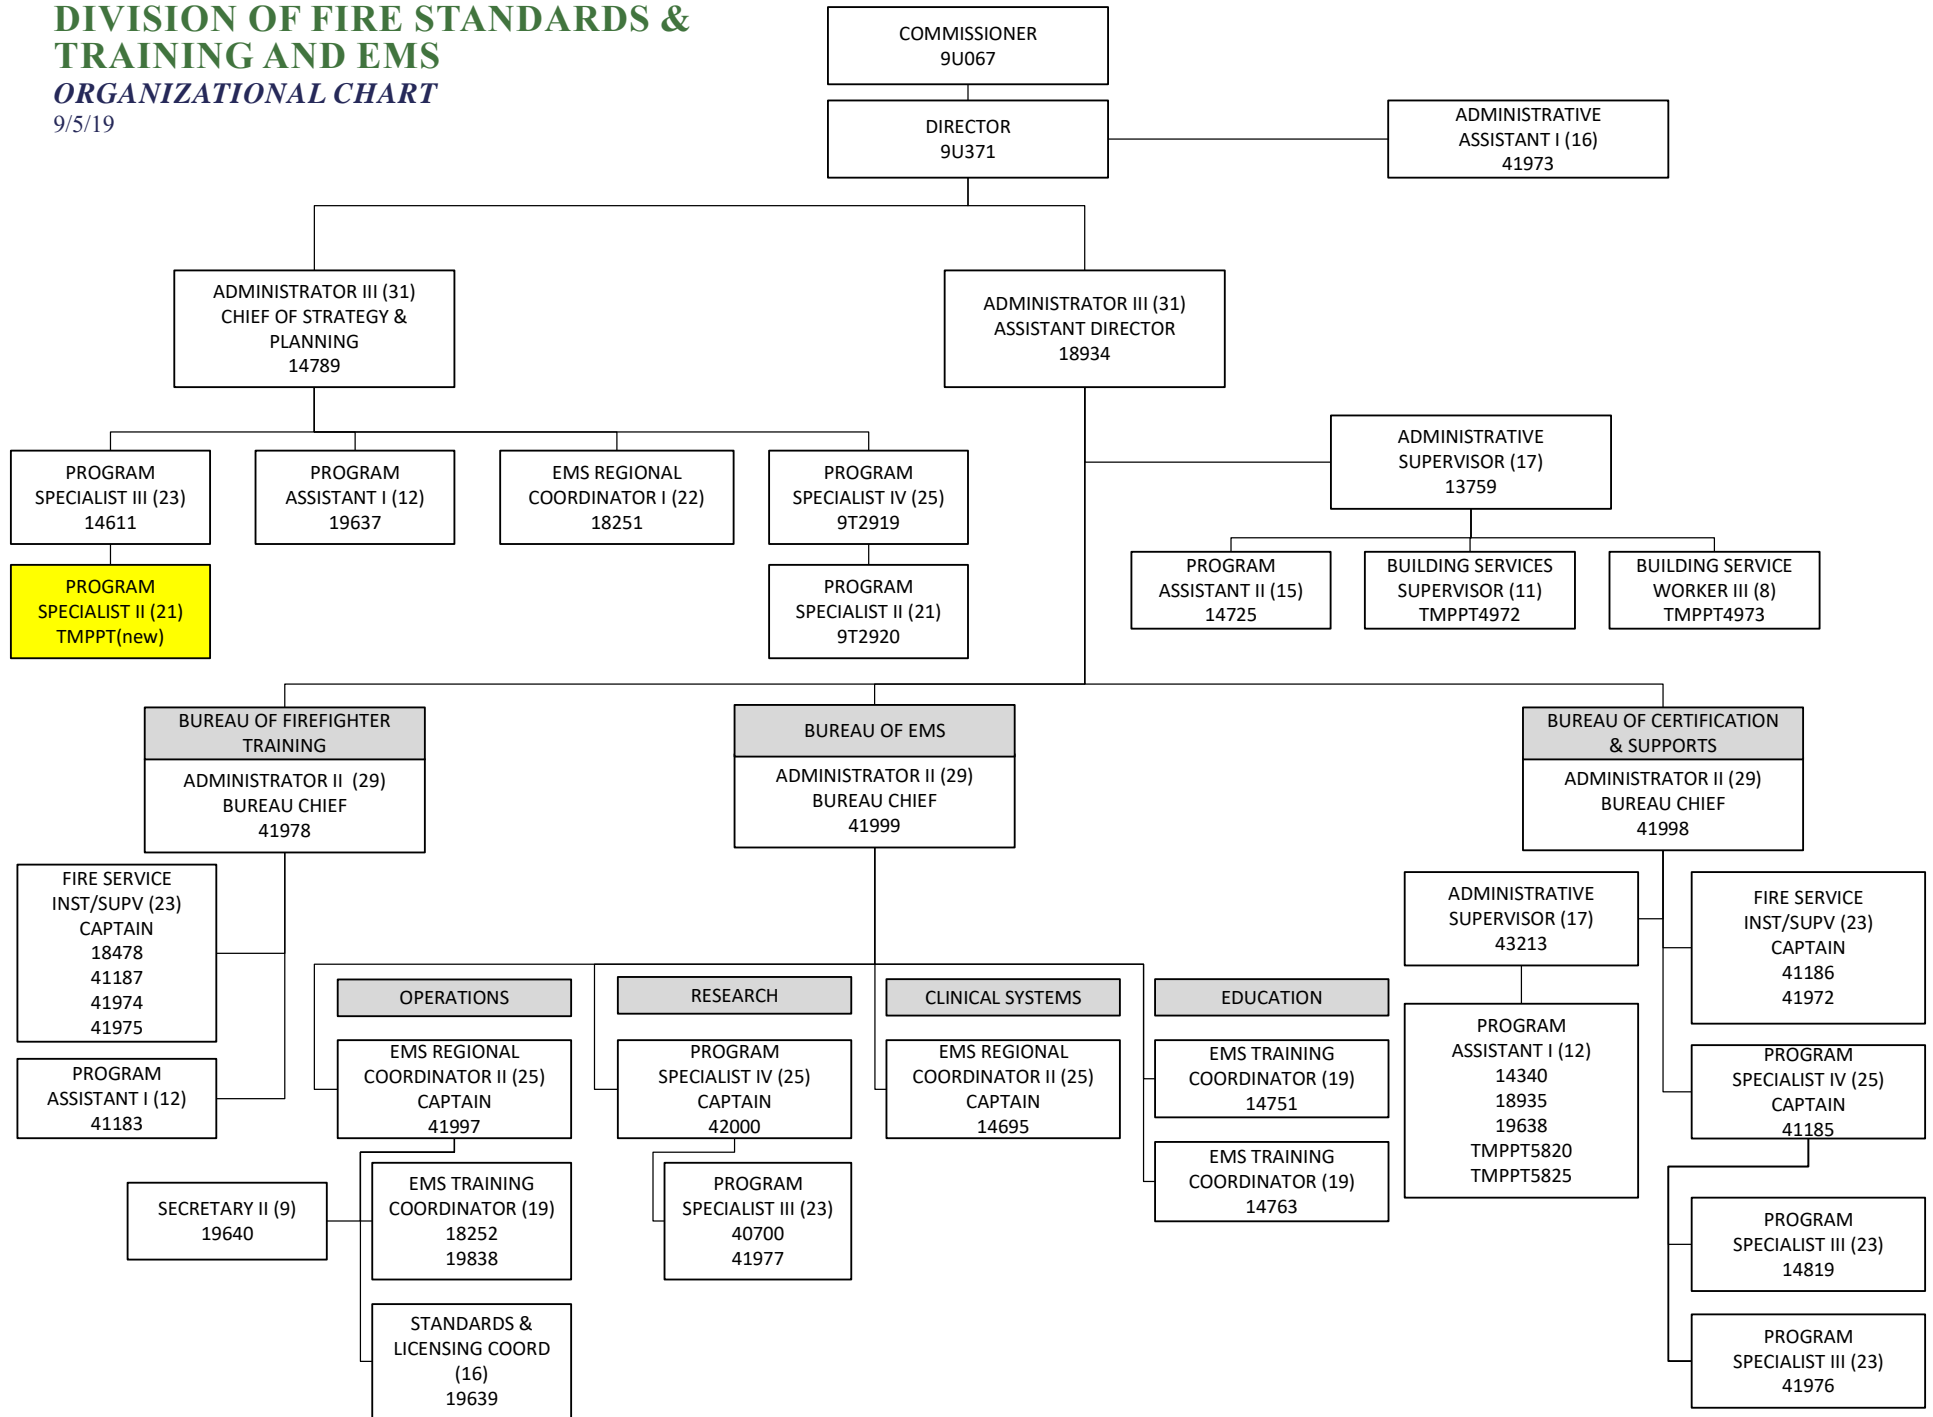 DIVISION OF FIRE STANDARDS &
TRAINING AND EMS
ORGANIZATIONAL CHART
9/5/19
COMMISSIONER
9U067
DIRECTOR
9U371
ADMINISTRATIVE
ASSISTANT I (16)
41973
ADMINISTRATOR III (31)
CHIEF OF STRATEGY &
PLANNING
14789
ADMINISTRATOR III (31)
ASSISTANT DIRECTOR
18934
PROGRAM
SPECIALIST III (23)
14611
PROGRAM
ASSISTANT I (12)
19637
EMS REGIONAL
COORDINATOR I (22)
18251
PROGRAM
SPECIALIST IV (25)
9T2919
ADMINISTRATIVE
SUPERVISOR (17)
13759
PROGRAM
SPECIALIST II (21)
TMPPT(new)
PROGRAM
SPECIALIST II (21)
9T2920
PROGRAM
ASSISTANT II (15)
14725
BUILDING SERVICES
SUPERVISOR (11)
TMPPT4972
BUILDING SERVICE
WORKER III (8)
TMPPT4973
BUREAU OF FIREFIGHTER
TRAINING
ADMINISTRATOR II  (29)
BUREAU CHIEF
41978
BUREAU OF EMS
ADMINISTRATOR II (29)
BUREAU CHIEF
41999
BUREAU OF CERTIFICATION
& SUPPORTS
ADMINISTRATOR II (29)
BUREAU CHIEF
41998
FIRE SERVICE
INST/SUPV (23)
CAPTAIN
18478
41187
41974
41975
PROGRAM
ASSISTANT I (12)
41183
OPERATIONS
EMS REGIONAL
COORDINATOR II (25)
CAPTAIN
41997
SECRETARY II (9)
19640
EMS TRAINING
COORDINATOR (19)
18252
19838
STANDARDS &
LICENSING COORD
(16)
19639
RESEARCH
PROGRAM
SPECIALIST IV (25)
CAPTAIN
42000
PROGRAM
SPECIALIST III (23)
40700
41977
CLINICAL SYSTEMS
EMS REGIONAL
COORDINATOR II (25)
CAPTAIN
14695
EDUCATION
EMS TRAINING
COORDINATOR (19)
14751
EMS TRAINING
COORDINATOR (19)
14763
ADMINISTRATIVE
SUPERVISOR (17)
43213
PROGRAM
ASSISTANT I (12)
14340
18935
19638
TMPPT5820
TMPPT5825
FIRE SERVICE
INST/SUPV (23)
CAPTAIN
41186
41972
PROGRAM
SPECIALIST IV (25)
CAPTAIN
41185
PROGRAM
SPECIALIST III (23)
14819
PROGRAM
SPECIALIST III (23)
41976